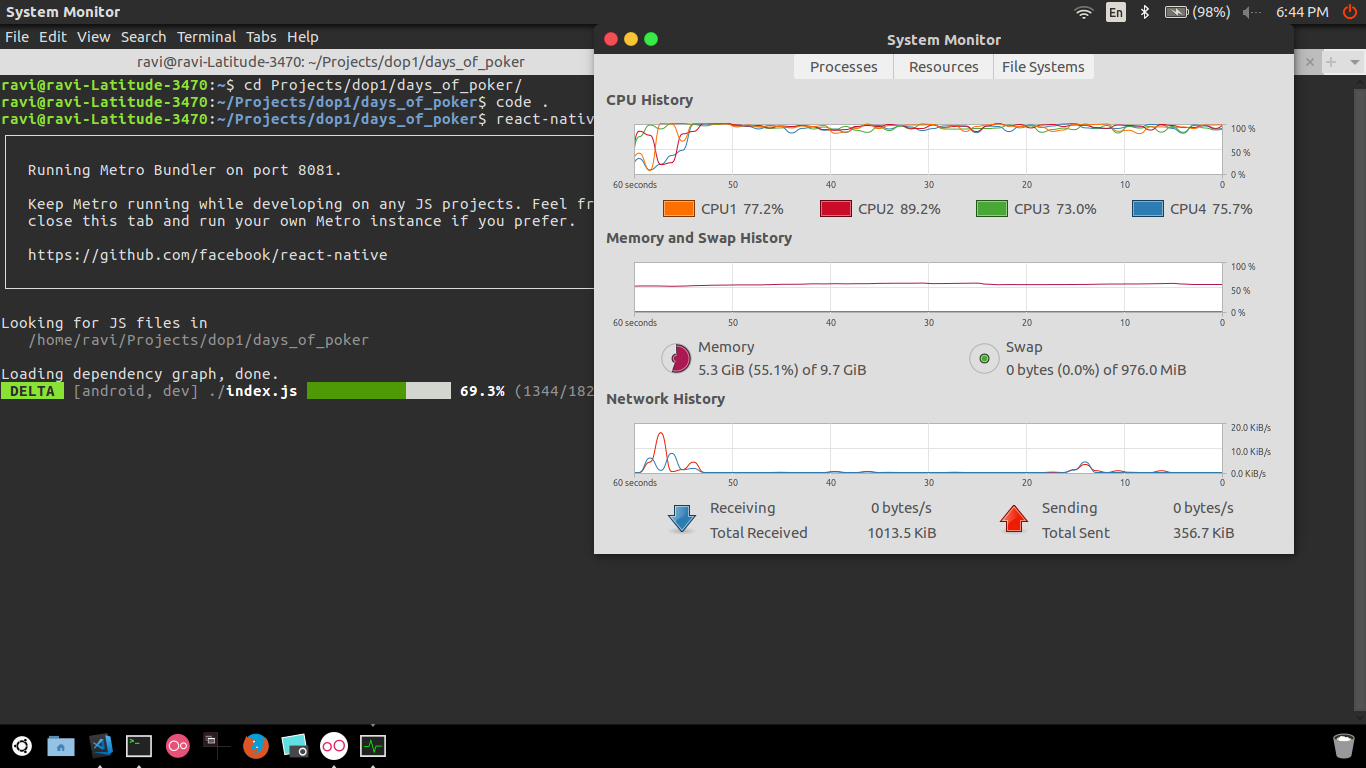 System Monitor
En
(98%)
6:44 PM
File Edit View Search Terminal Tabs Help
ravi@ravi-Latitude-3470: ~/Projects/dop1/days_of_poker
ravi@ravi-Latitude-3470:~$ cd Projects/dop1/days_of_poker/
ravi@ravi-Latitude-3470:~/Projects/dop1/days_of_poker$ code .
ravi@ravi-Latitude-3470:~/Projects/dop1/days_of_poker$ react-native
Running Metro Bundler on port 8081.
Keep Metro running while developing on any JS projects. Feel fr
close this tab and run your own Metro instance if you prefer.
https://github.com/facebook/react-native
Looking for JS files in
/home/ravi/Projects/dop1/days_of_poker
Loading dependency graph, done.
DELTA [android, dev] ./index.js 69.3% (1344/182
System Monitor
Processes Resources File Systems
CPU History
100 %
50 %
0 %
60 seconds 50 40 30 20 10 0
CPU1 77.2% CPU2 89.2% CPU3 73.0% CPU4 75.7%
Memory and Swap History
100 %
50 %
0 %
60 seconds 50 40 30 20 10 0
Memory
5.3 GiB (55.1%) of 9.7 GiB
Swap
0 bytes (0.0%) of 976.0 MiB
Network History
20.0 KiB/s
10.0 KiB/s
0.0 KiB/s
60 seconds 50 40 30 20 10 0
Receiving 0 bytes/s
Total Received 1013.5 KiB
Sending 0 bytes/s
Total Sent 356.7 KiB